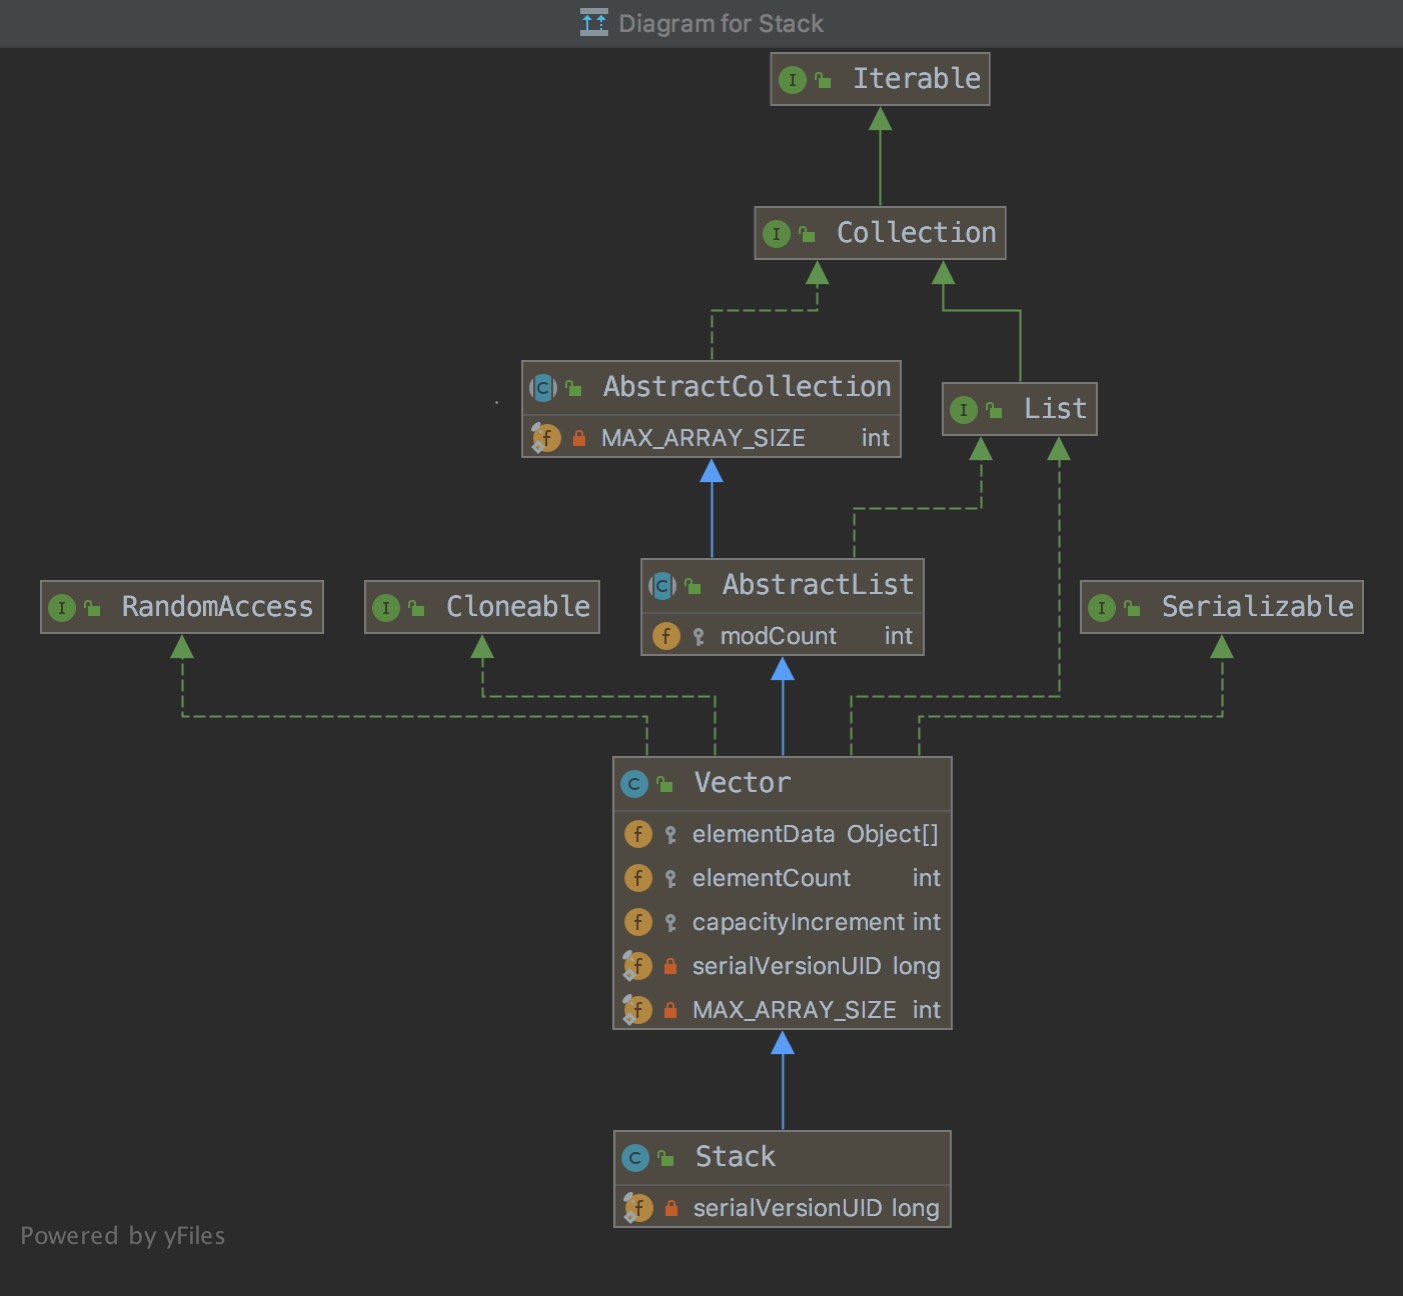 Diagram for Stack
I Iterable
I Collection
C AbstractCollection
f MAX_ARRAY_SIZE int
I List
C AbstractList
f modCount int
I RandomAccess
I Cloneable
I Serializable
C Vector
f elementData Object[]
f elementCount int
f capacityIncrement int
f serialVersionUID long
f MAX_ARRAY_SIZE int
C Stack
f serialVersionUID long
Powered by yFiles